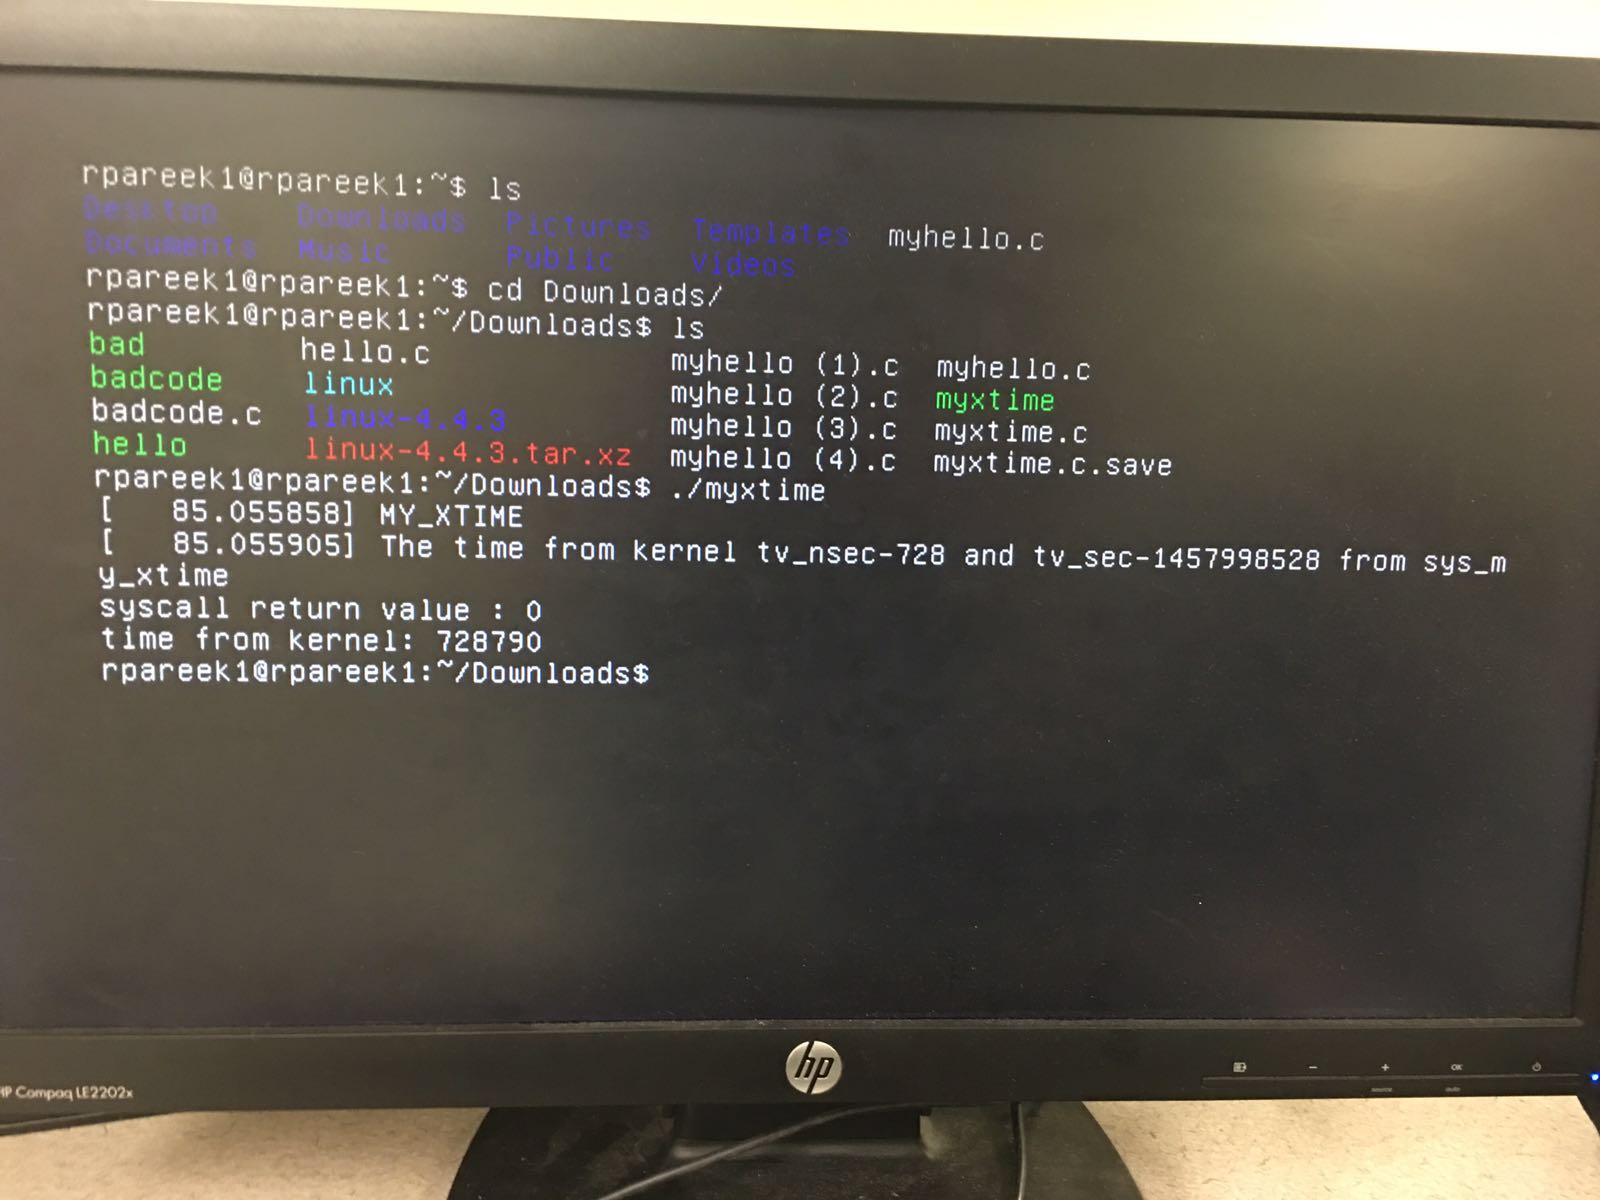 rpareek1@rpareek1:~$ ls
Desktop Downloads Pictures Templates myhello.c
Documents Music Public Videos
rpareek1@rpareek1:~$ cd Downloads/
rpareek1@rpareek1:~/Downloads$ ls
bad hello.c myhello (1).c myhello.c
badcode linux myhello (2).c myxtime
badcode.c linux-4.4.3 myhello (3).c myxtime.c
hello linux-4.4.3.tar.xz myhello (4).c myxtime.c.save
rpareek1@rpareek1:~/Downloads$ ./myxtime
[ 85.055858] MY_XTIME
[ 85.055905] The time from kernel tv_nsec-728 and tv_sec-1457998528 from sys_m
y_xtime
syscall return value : 0
time from kernel: 728790
rpareek1@rpareek1:~/Downloads$
hp
HP Compaq LE2202x
- + OK